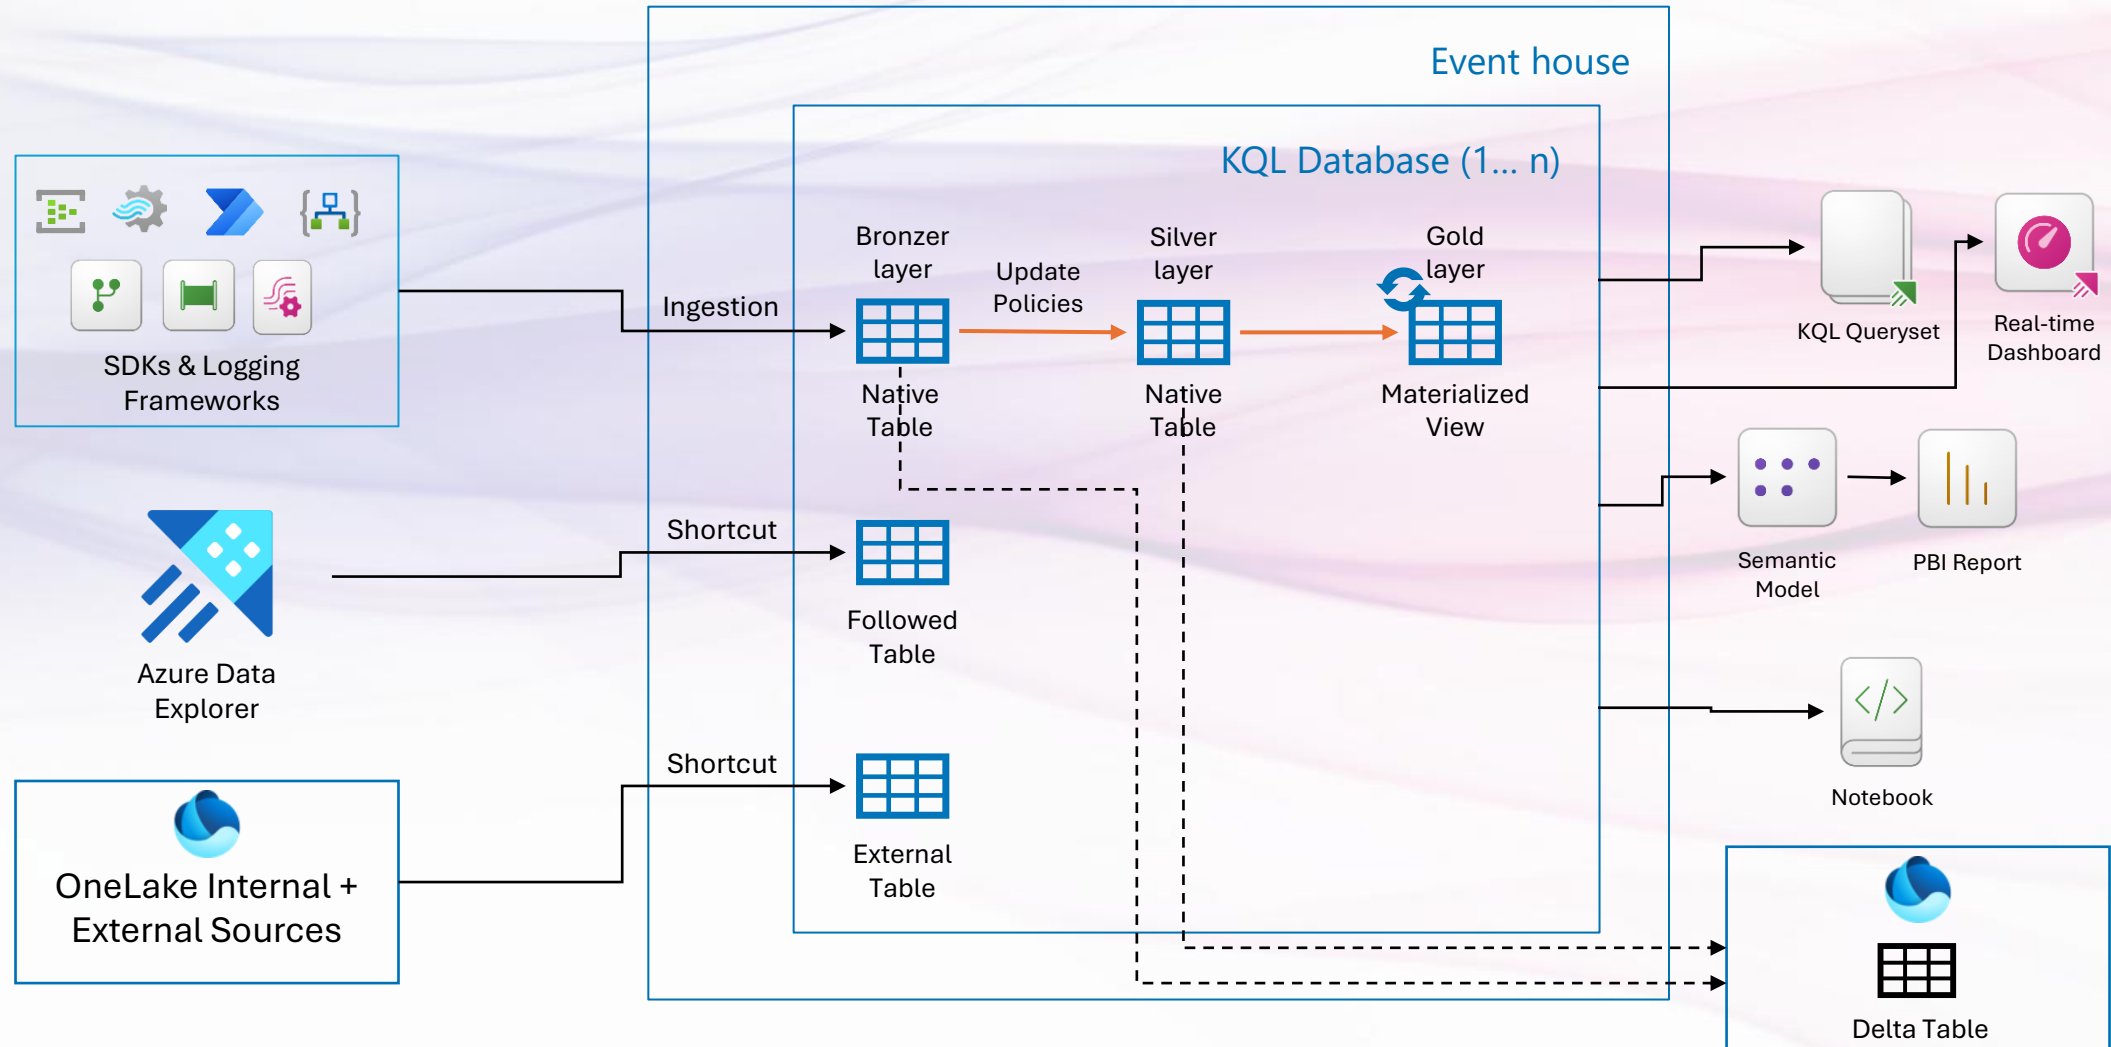 Event house
KQL Database (1... n)
SDKs & Logging
Frameworks
Ingestion
Bronzer
layer
Native
Table
Update
Policies
Silver
layer
Native
Table
Gold
layer
Materialized
View
KQL Queryset
Real-time
Dashboard
Azure Data
Explorer
Shortcut
Followed
Table
Semantic
Model
PBI Report
OneLake Internal +
External Sources
Shortcut
External
Table
</>
Notebook
Delta Table